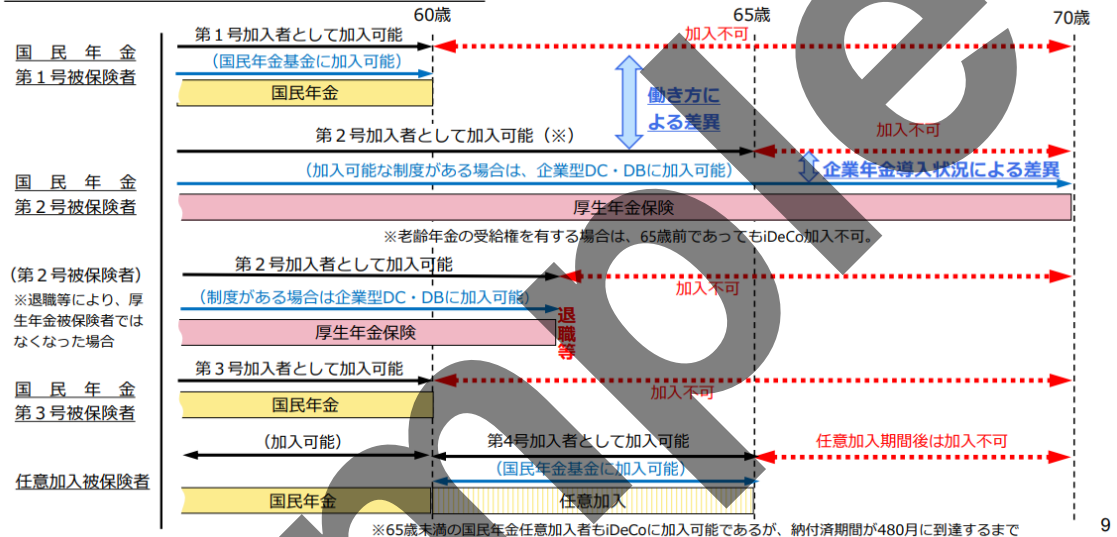 60歳
65歳
70歳
国民年金
第1号被保険者
第1号加入者として加入可能
加入不可
（国民年金基金に加入可能）
国民年金
働き方に
よる差異
国民年金
第2号被保険者
第2号加入者として加入可能（※）
加入不可
（加入可能な制度がある場合は、企業型DC・DBに加入可能）
企業年金導入状況による差異
厚生年金保険
※老齢年金の受給権を有する場合は、65歳前であってもiDeCo加入不可。
（第2号被保険者）
※退職等により、厚
生年金被保険者では
なくなった場合
第2号加入者として加入可能
加入不可
（制度がある場合は企業型DC・DBに加入可能）
厚生年金保険
退職等
国民年金
第3号被保険者
第3号加入者として加入可能
加入不可
国民年金
任意加入被保険者
（加入可能）
第4号加入者として加入可能
任意加入期間後は加入不可
（国民年金基金に加入可能）
国民年金
任意加入
※65歳未満の国民年金任意加入者もiDeCoに加入可能であるが、納付済期間が480月に到達するまで
9
mple